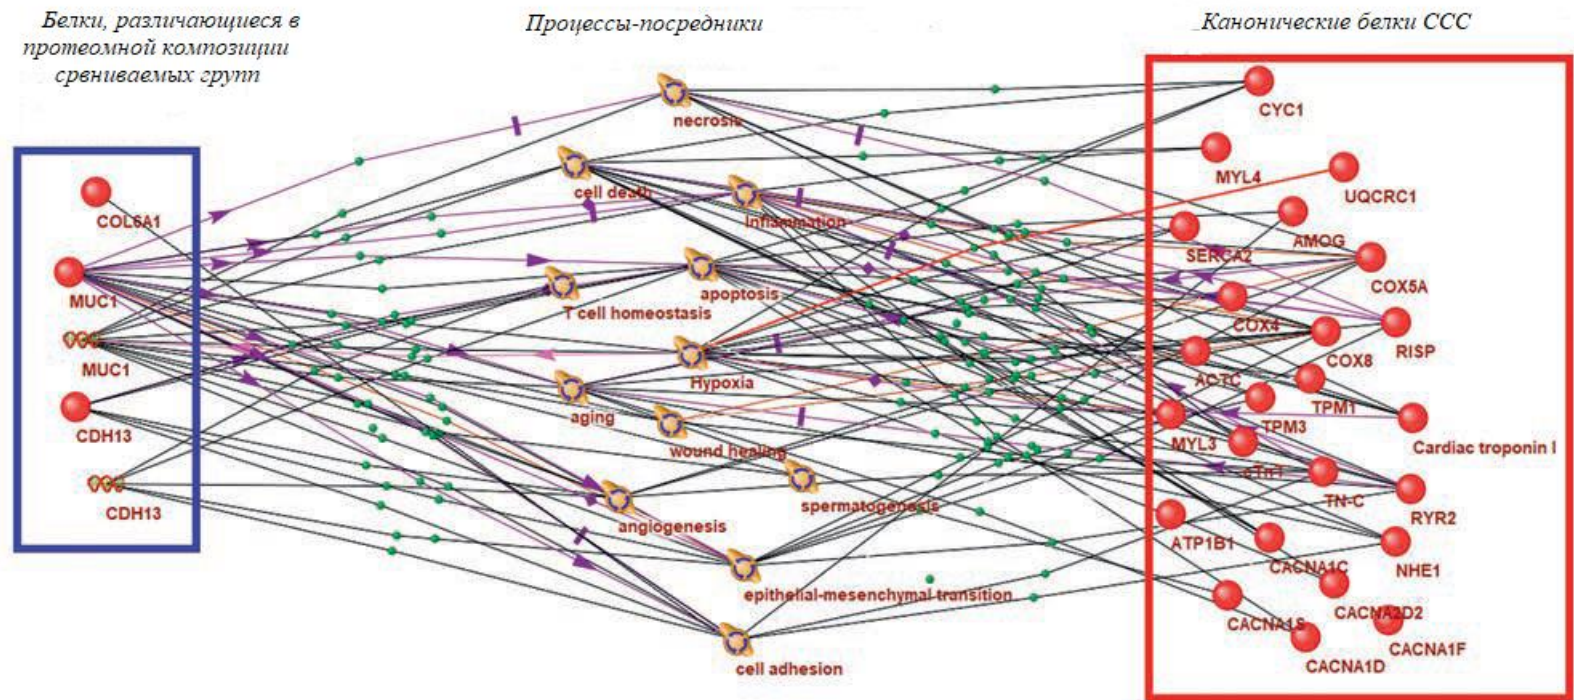 Белки, различающиеся в
протеомной композиции
срвниваемых групп
Процессы-посредники
Канонические белки ССС
COL6A1
MUC1
MUC1
CDH13
CDH13
necrosis
cell death
Inflammation
T cell homeostasis
apoptosis
Hypoxia
aging
wound healing
spermatogenesis
angiogenesis
epithelial-mesenchymal transition
cell adhesion
CYC1
MYL4
UQCRC1
AMOG
SERCA2
COX5A
COX4
RISP
COX8
ACTC
TPM1
TPM3
MYL3
Cardiac troponin I
cTnT
TN-C
RYR2
ATP1B1
CACNA1C
NHE1
CACNA2D2
CACNA1S
CACNA1F
CACNA1D